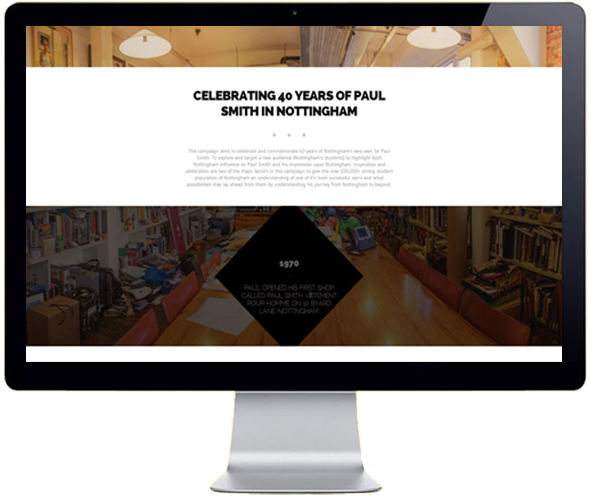 CELEBRATING 40 YEARS OF PAUL
SMITH IN NOTTINGHAM
This campaign aims to celebrate and commemorate 40 years of Nottingham's very own Sir Paul
Smith. To explore and target a new audience (Nottingham's students) to highlight both
Nottingham influence on Paul Smith and his impression upon Nottingham. Inspiration and
celebration are two of the major factors in this campaign to give the now 100,000+ strong student
population of Nottingham an understanding of one of it's most successful son's and what
possibilities may lay ahead from them by understanding his journey from Nottingham to beyond
1970
PAUL OPENED HIS FIRST SHOP
CALLED PAUL SMITH VÊTEMENT
POUR HOMME ON 10 BYARD
LANE, NOTTINGHAM